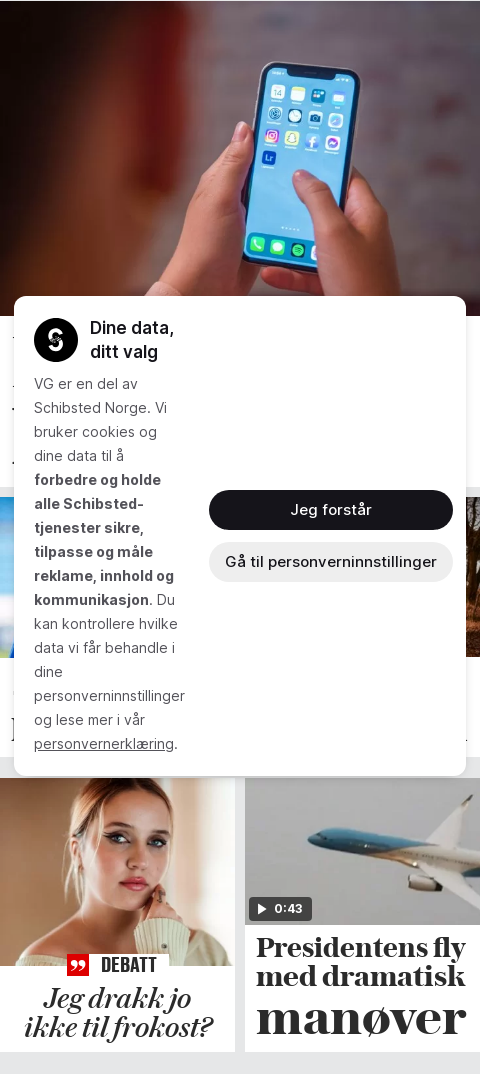 Dine data,
ditt valg
VG er en del av
Schibsted Norge. Vi
bruker cookies og
dine data til å
forbedre og holde
alle Schibsted-
tjenester sikre,
tilpasse og måle
reklame, innhold og
kommunikasjon. Du
kan kontrollere hvilke
data vi får behandle i
dine
personverninnstillinger
og lese mer i vår
personvernerklæring.
Jeg forstår
Gå til personverninnstillinger
DEBATT
Jeg drakk jo
ikke til frokost?
0:43
Presidentens fly
med dramatisk
manøver